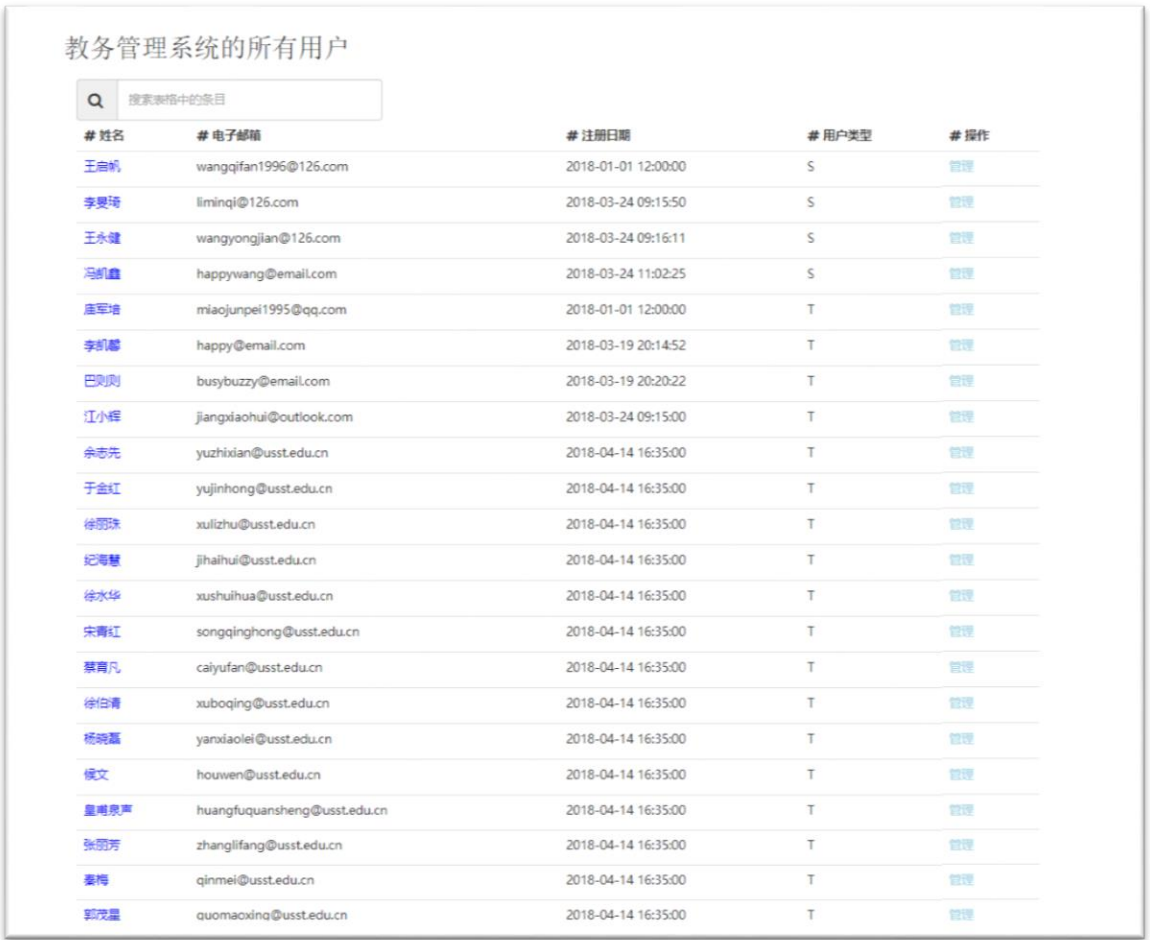 教务管理系统的所有用户
搜索表格中的条目
# 姓名 # 电子邮箱 # 注册日期 # 用户类型 # 操作
王启帆 wangqifan1996@126.com 2018-01-01 12:00:00 S 管理
李旻琦 liminqi@126.com 2018-03-24 09:15:50 S 管理
王永健 wangyongjian@126.com 2018-03-24 09:16:11 S 管理
冯凯鑫 happywang@email.com 2018-03-24 11:02:25 S 管理
miaojunpei1995@qq.com 2018-01-01 12:00:00 T 管理
李凯馨 happy@email.com 2018-03-19 20:14:52 T 管理
巴则则 busybuzzy@email.com 2018-03-19 20:20:22 T 管理
江小辉 jiangxiaohui@outlook.com 2018-03-24 09:15:00 T 管理
余志先 yuzhixian@usst.edu.cn 2018-04-14 16:35:00 T 管理
于金红 yujinhong@usst.edu.cn 2018-04-14 16:35:00 T 管理
徐丽珠 xulizhu@usst.edu.cn 2018-04-14 16:35:00 T 管理
纪海慧 jihaihui@usst.edu.cn 2018-04-14 16:35:00 T 管理
徐水华 xushuihua@usst.edu.cn 2018-04-14 16:35:00 T 管理
宋青红 songqinghong@usst.edu.cn 2018-04-14 16:35:00 T 管理
蔡育凡 caiyufan@usst.edu.cn 2018-04-14 16:35:00 T 管理
徐伯清 xuboqing@usst.edu.cn 2018-04-14 16:35:00 T 管理
杨晓磊 yanxiaolei@usst.edu.cn 2018-04-14 16:35:00 T 管理
候文 houwen@usst.edu.cn 2018-04-14 16:35:00 T 管理
皇甫泉声 huangfuquansheng@usst.edu.cn 2018-04-14 16:35:00 T 管理
张丽芳 zhanglifang@usst.edu.cn 2018-04-14 16:35:00 T 管理
秦梅 qinmei@usst.edu.cn 2018-04-14 16:35:00 T 管理
郭茂星 guomaoxing@usst.edu.cn 2018-04-14 16:35:00 T 管理